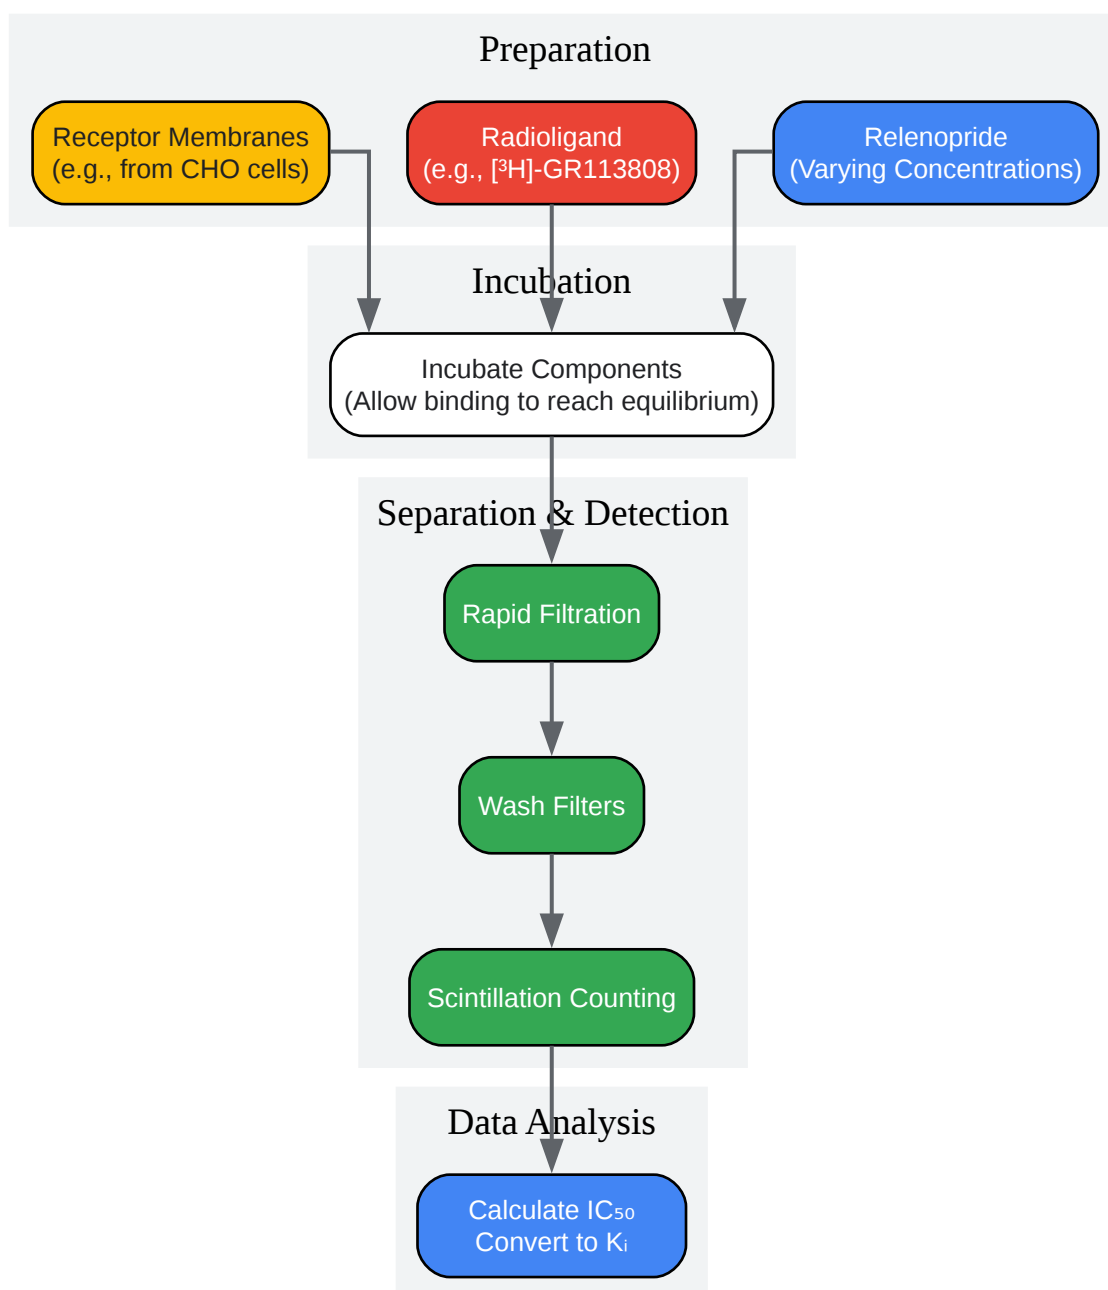 Preparation
Receptor Membranes
(e.g., from CHO cells)
Radioligand
(e.g., [³H]-GR113808)
Relenopride
(Varying Concentrations)
Incubation
Incubate Components
(Allow binding to reach equilibrium)
Separation & Detection
Rapid Filtration
Wash Filters
Scintillation Counting
Data Analysis
Calculate IC₅₀
Convert to Kᵢ